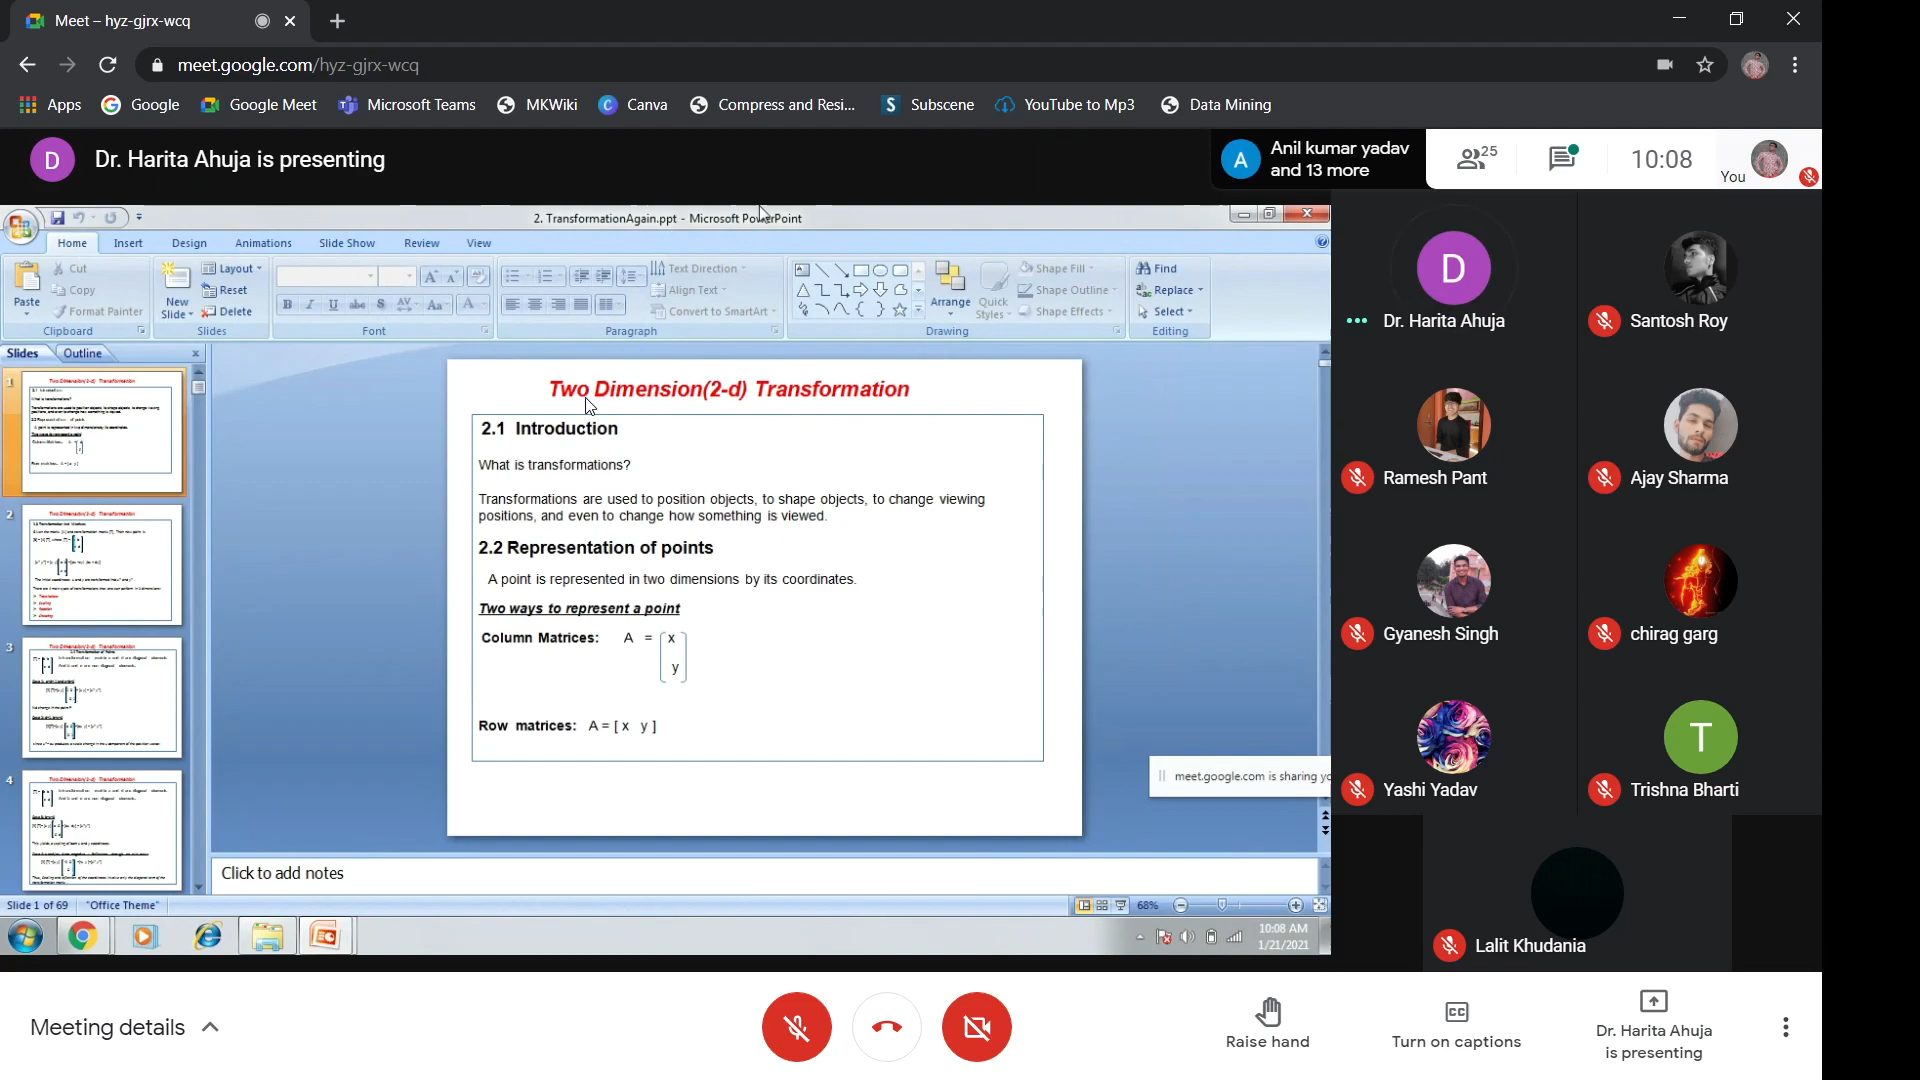 Meet – hyz-gjrx-wcq
meet.google.com/hyz-gjrx-wcq
Apps Google Google Meet Microsoft Teams MKWiki Canva Compress and Resi... Subscene YouTube to Mp3 Data Mining
D Dr. Harita Ahuja is presenting
A Anil kumar yadav
and 13 more
25
10:08
You
2. TransformationAgain.ppt - Microsoft PowerPoint
Home Insert Design Animations Slide Show Review View
Paste
Cut
Copy
Format Painter
Clipboard
New
Slide
Layout
Reset
Delete
Slides
Font
Text Direction
Align Text
Convert to SmartArt
Paragraph
Arrange
Quick
Styles
Shape Fill
Shape Outline
Shape Effects
Drawing
Find
Replace
Select
Editing
Slides Outline
1
2
3
4
Two Dimension(2-d) Transformation
2.1 Introduction
What is transformations?
Transformations are used to position objects, to shape objects, to change viewing
positions, and even to change how something is viewed.
2.2 Representation of points
A point is represented in two dimensions by its coordinates.
Two ways to represent a point
Column Matrices: A = x
y
Row matrices: A = [ x y ]
meet.google.com is sharing yo
Click to add notes
Slide 1 of 69 "Office Theme"
68%
10:08 AM
1/21/2021
D
Dr. Harita Ahuja
Santosh Roy
Ramesh Pant
Ajay Sharma
Gyanesh Singh
chirag garg
Yashi Yadav
T
Trishna Bharti
Lalit Khudania
Meeting details
Raise hand
Turn on captions
Dr. Harita Ahuja
is presenting